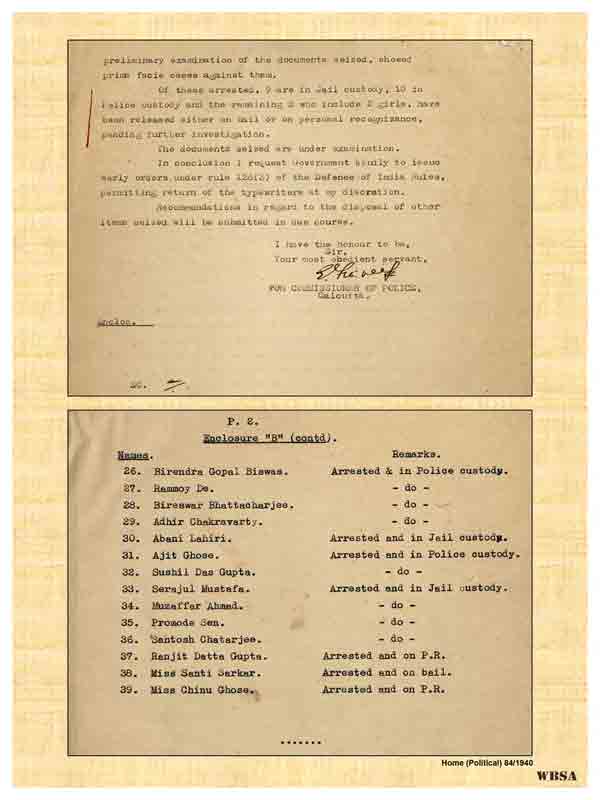 preliminary examination of the documents seized, showed
prima facie cases against them.
Of these arrested, 9 are in Jail custody, 10 in
Police custody and the remaining 3 who include 2 girls, have
been released either on bail or on personal recognizance,
pending further investigation.
The documents seized are under examination.
In conclusion I request Government kindly to issue
early orders under rule 126(2) of the Defence of India Rules,
permitting return of the typewriters at my discretion.
Recommendations in regard to the disposal of other
items seized will be submitted in due course.
I have the honour to be,
Sir,
Your most obedient servant,
FOR COMMISSIONER OF POLICE,
Calcutta.
Enclos.
P. 2.
Enclosure "B" (contd).
Names. Remarks.
26. Birendra Gopal Biswas. Arrested & in Police custody.
27. Rammoy De. - do -
28. Bireswar Bhattacharjee. - do -
29. Adhir Chakravarty. - do -
30. Abani Lahiri. Arrested and in Jail custody.
31. Ajit Ghose. Arrested and in Police custody.
32. Sushil Das Gupta. - do -
33. Serajul Mustafa. Arrested and in Jail custody.
34. Muzaffar Ahmad. - do -
35. Promode Sen. - do -
36. Santosh Chatarjee. - do -
37. Ranjit Datta Gupta. Arrested and on P.R.
38. Miss Santi Sarkar. Arrested and on bail.
39. Miss Chinu Ghose. Arrested and on P.R.
.......
Home (Political) 84/1940
WBSA